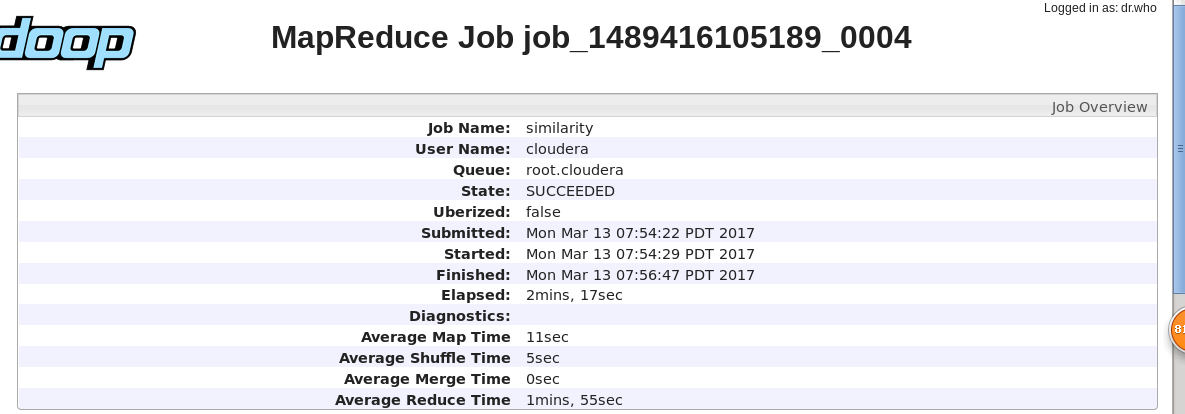 Logged in as: dr.who
doop
MapReduce Job job_1489416105189_0004
Job Overview
Job Name: similarity
User Name: cloudera
Queue: root.cloudera
State: SUCCEEDED
Uberized: false
Submitted: Mon Mar 13 07:54:22 PDT 2017
Started: Mon Mar 13 07:54:29 PDT 2017
Finished: Mon Mar 13 07:56:47 PDT 2017
Elapsed: 2mins, 17sec
Diagnostics:
Average Map Time 11sec
Average Shuffle Time 5sec
Average Merge Time 0sec
Average Reduce Time 1mins, 55sec